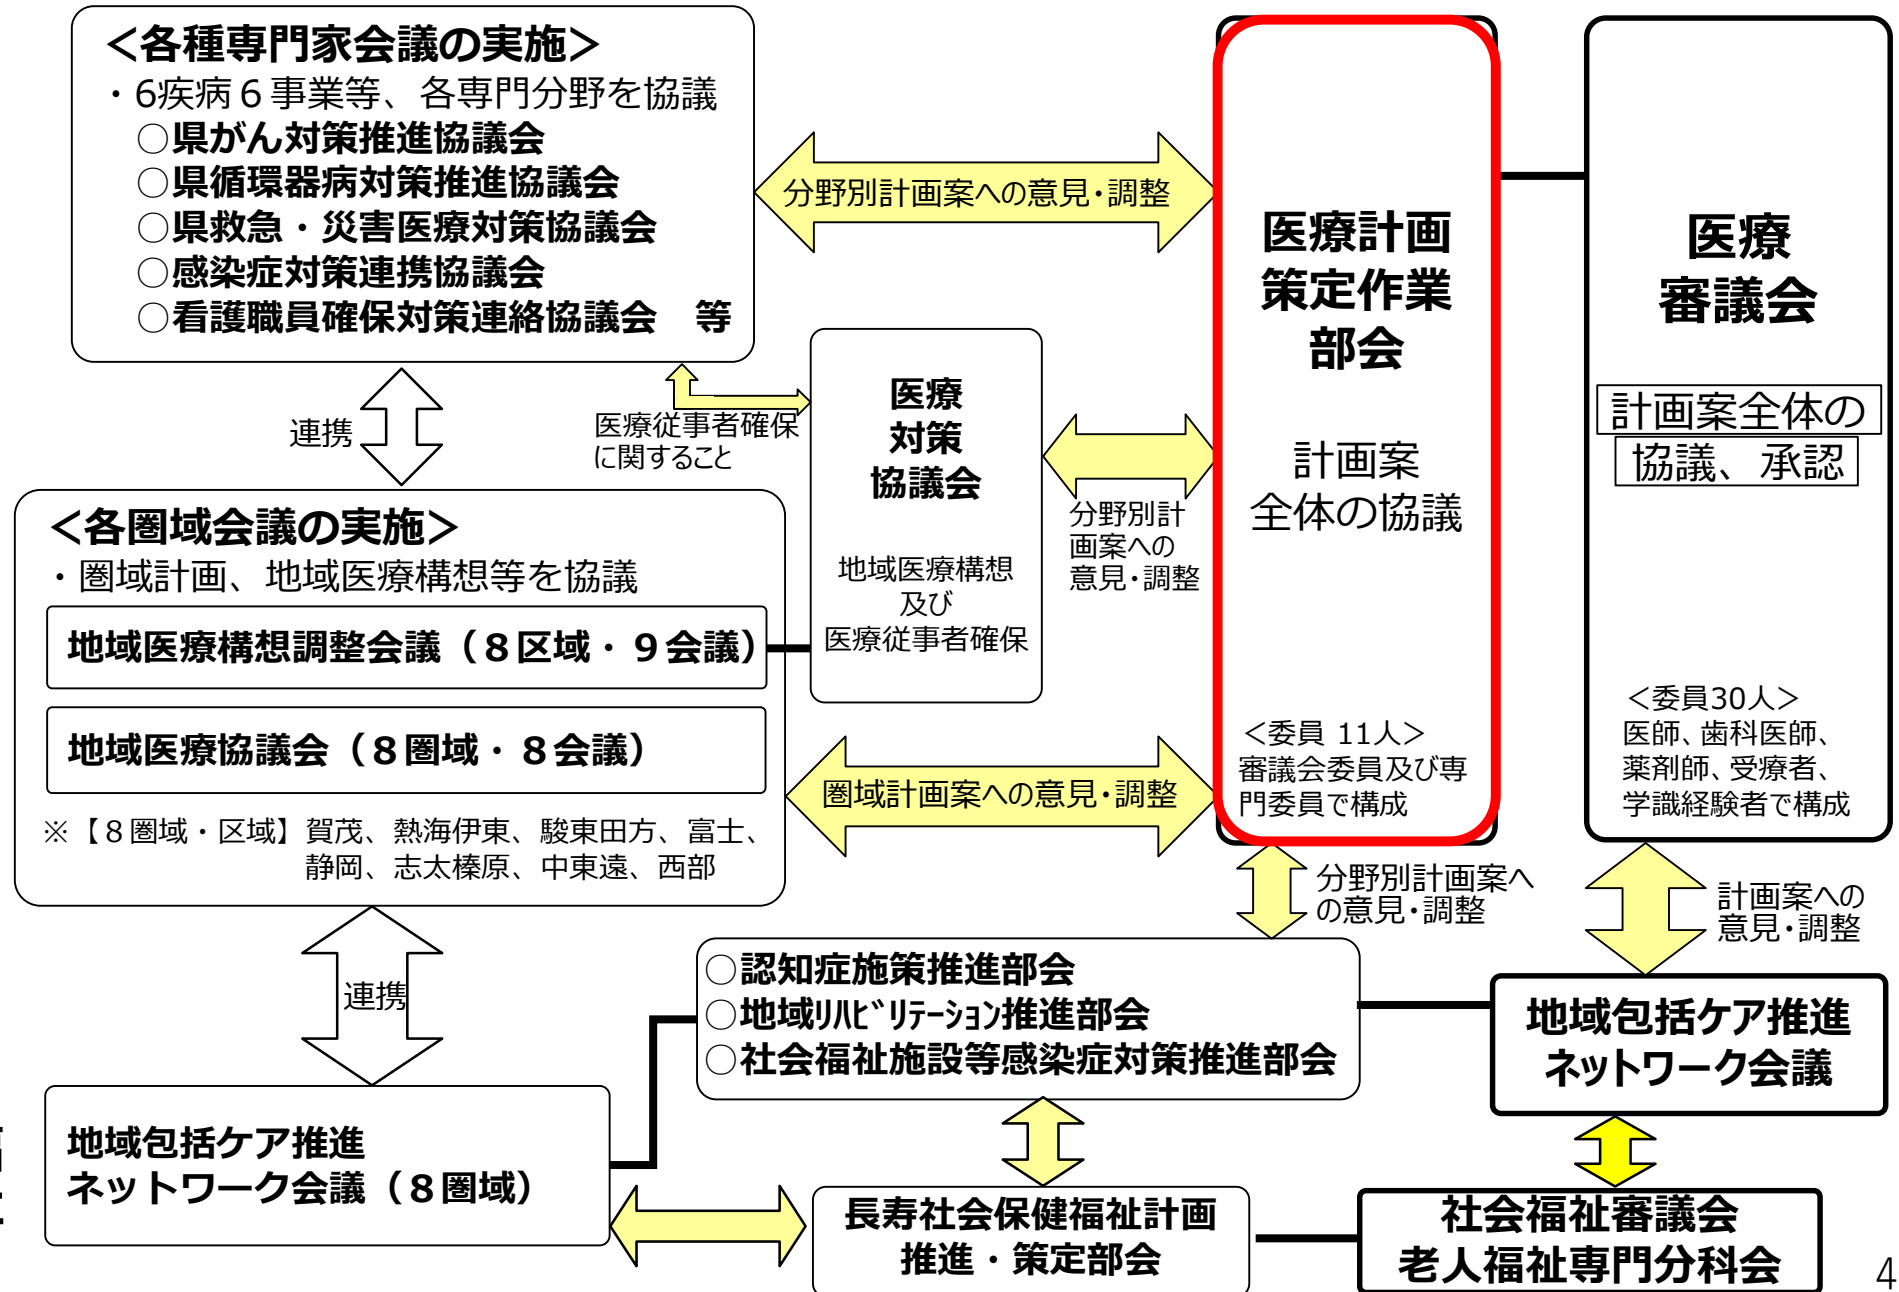 ＜各種専門家会議の実施＞
・6疾病６事業等、各専門分野を協議
○県がん対策推進協議会
○県循環器病対策推進協議会
○県救急・災害医療対策協議会
○感染症対策連携協議会
○看護職員確保対策連絡協議会　等
分野別計画案への意見・調整
医療計画
策定作業
部会
計画案
全体の協議
＜委員 11人＞
審議会委員及び専
門委員で構成
医療
審議会
計画案全体の
協議、承認
＜委員30人＞
医師、歯科医師、
薬剤師、受療者、
学識経験者で構成
連携
医療従事者確保
に関すること
医療
対策
協議会
地域医療構想
及び
医療従事者確保
分野別計
画案への
意見・調整
＜各圏域会議の実施＞
・圏域計画、地域医療構想等を協議
地域医療構想調整会議（８区域・９会議）
地域医療協議会（８圏域・８会議）
※【８圏域・区域】賀茂、熱海伊東、駿東田方、富士、
静岡、志太榛原、中東遠、西部
圏域計画案への意見・調整
分野別計画案へ
の意見・調整
計画案への
意見・調整
連携
○認知症施策推進部会
○地域ﾘﾊﾋﾞﾘﾃｰｼｮﾝ推進部会
○社会福祉施設等感染症対策推進部会
地域包括ケア推進
ネットワーク会議
地域包括ケア推進
ネットワーク会議（８圏域）
長寿社会保健福祉計画
推進・策定部会
社会福祉審議会
老人福祉専門分科会
4